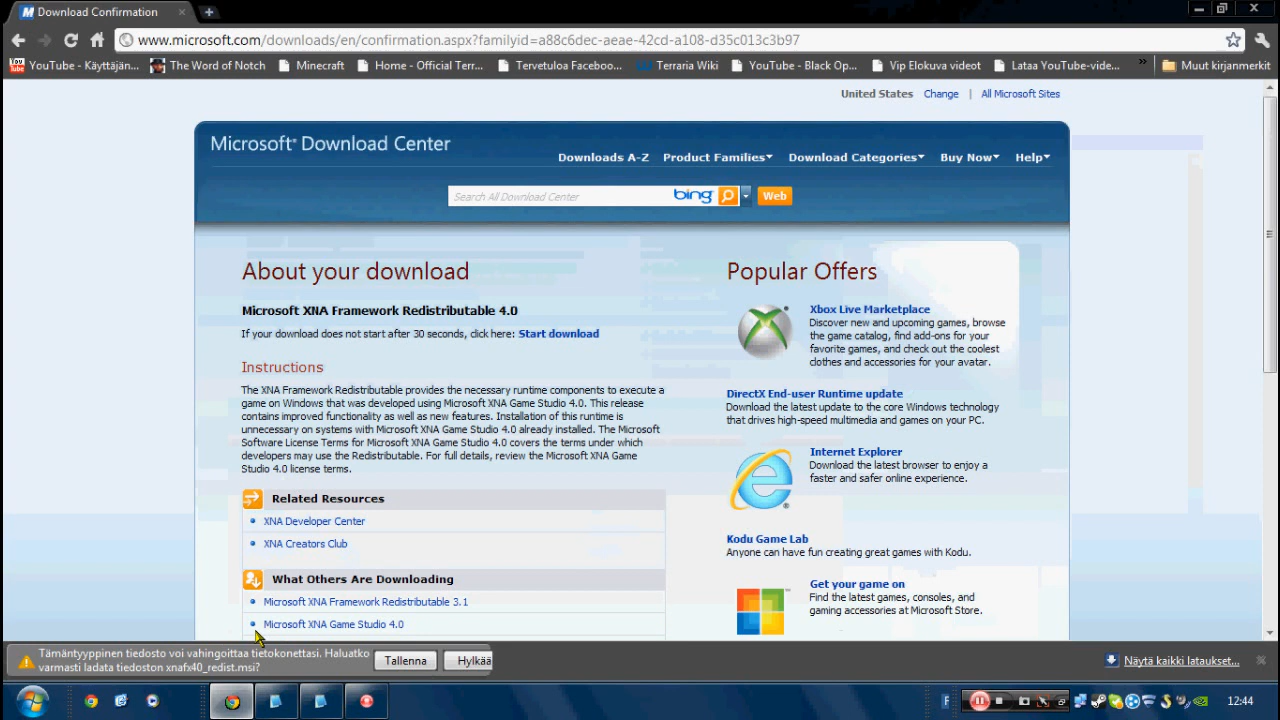 Download Confirmation
www.microsoft.com/downloads/en/confirmation.aspx?familyid=a88c6dec-aeae-42cd-a108-d35c013c3b97
You Tube
YouTube - Käyttäjän...
The Word of Notch
Minecraft
Home - Official Terr...
Tervetuloa Faceboo...
Terraria Wiki
YouTube - Black Op...
Vip Elokuva videot
Lataa YouTube-vide...
»
Muut kirjanmerkit
United States Change | All Microsoft Sites
Microsoft® Download Center
Downloads A-Z Product Families Download Categories Buy Now Help
Search All Download Center bing Web
About your download
Microsoft XNA Framework Redistributable 4.0
If your download does not start after 30 seconds, click here: Start download
Instructions
The XNA Framework Redistributable provides the necessary runtime components to execute a
game on Windows that was developed using Microsoft XNA Game Studio 4.0. This release
contains improved functionality as well as new features. Installation of this runtime is
unnecessary on systems with Microsoft XNA Game Studio 4.0 already installed. The Microsoft
Software License Terms for Microsoft XNA Game Studio 4.0 covers the terms under which
developers may use the Redistributable. For full details, review the Microsoft XNA Game
Studio 4.0 license terms.
Related Resources
XNA Developer Center
XNA Creators Club
What Others Are Downloading
Microsoft XNA Framework Redistributable 3.1
Microsoft XNA Game Studio 4.0
Popular Offers
Xbox Live Marketplace
Discover new and upcoming games, browse
the game catalog, find add-ons for your
favorite games, and check out the coolest
clothes and accessories for your avatar.
DirectX End-user Runtime update
Download the latest update to the core Windows technology
that drives high-speed multimedia and games on your PC.
Internet Explorer
Download the latest browser to enjoy a
faster and safer online experience.
Kodu Game Lab
Anyone can have fun creating great games with Kodu.
Get your game on
Find the latest games, consoles, and
gaming accessories at Microsoft Store.
Tämäntyyppinen tiedosto voi vahingoittaa tietokonettasi. Haluatko
varmasti ladata tiedoston xnafx40_redist.msi?
Tallenna
Hylkää
Näytä kaikki lataukset...
12:44